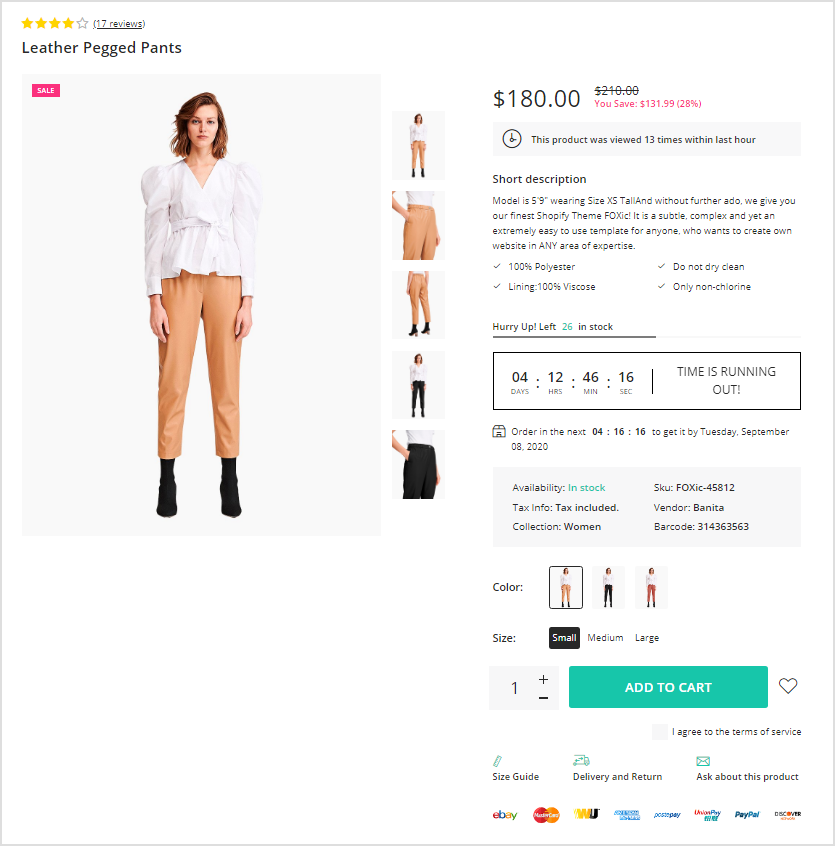 (17 reviews)
Leather Pegged Pants
SALE
$180.00
$210.00
You Save: $131.99 (28%)
This product was viewed 13 times within last hour
Short description
Model is 5'9" wearing Size XS TallAnd without further ado, we give you
our finest Shopify Theme FOXic! It is a subtle, complex and yet an
extremely easy to use template for anyone, who wants to create own
website in ANY area of expertise.
100% Polyester
Do not dry clean
Lining:100% Viscose
Only non-chlorine
Hurry Up! Left 26 in stock
04 : 12 : 46 : 16
DAYS HRS MIN SEC
TIME IS RUNNING
OUT!
Order in the next 04 : 16 : 16 to get it by Tuesday, September
08, 2020
Availability: In stock
Sku: FOXic-45812
Tax Info: Tax included.
Vendor: Banita
Collection: Women
Barcode: 314363563
Color:
Size: Small Medium Large
1 +
−
ADD TO CART
I agree to the terms of service
Size Guide
Delivery and Return
Ask about this product
ebay
MasterCard
WU
postepay
UnionPay
PayPal
DISCOVER